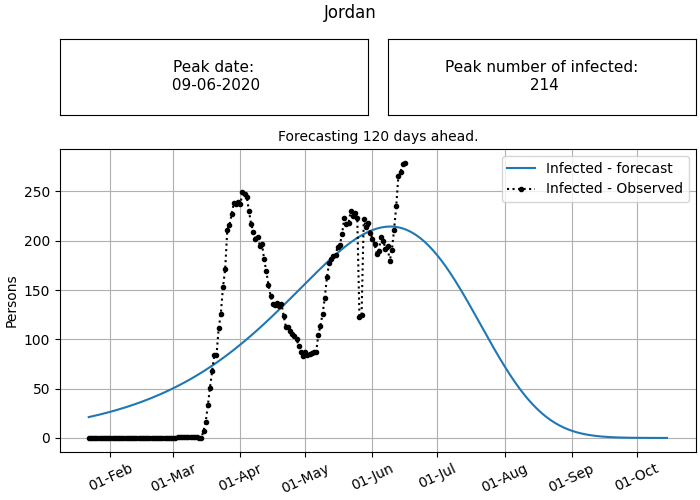 Jordan
Peak date:
09-06-2020
Peak number of infected:
214
Forecasting 120 days ahead.
Infected - forecast
Infected - Observed
Persons
250
200
150
100
50
0
01-Feb
01-Mar
01-Apr
01-May
01-Jun
01-Jul
01-Aug
01-Sep
01-Oct